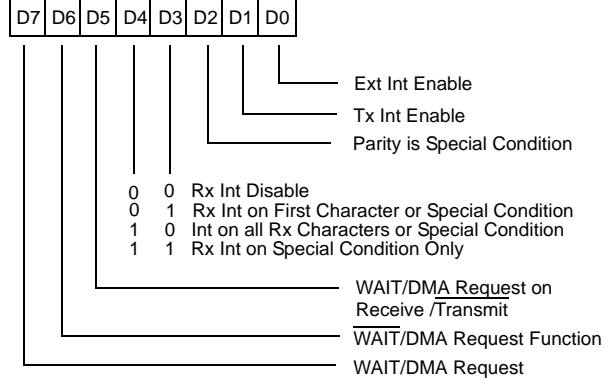 D7 D6 D5 D4 D3 D2 D1 D0
Ext Int Enable
Tx Int Enable
Parity is Special Condition
0 0 Rx Int Disable
0 1 Rx Int on First Character or Special Condition
1 0 Int on all Rx Characters or Special Condition
1 1 Rx Int on Special Condition Only
WAIT/DMA Request on
Receive /Transmit
WAIT/DMA Request Function
WAIT/DMA Request